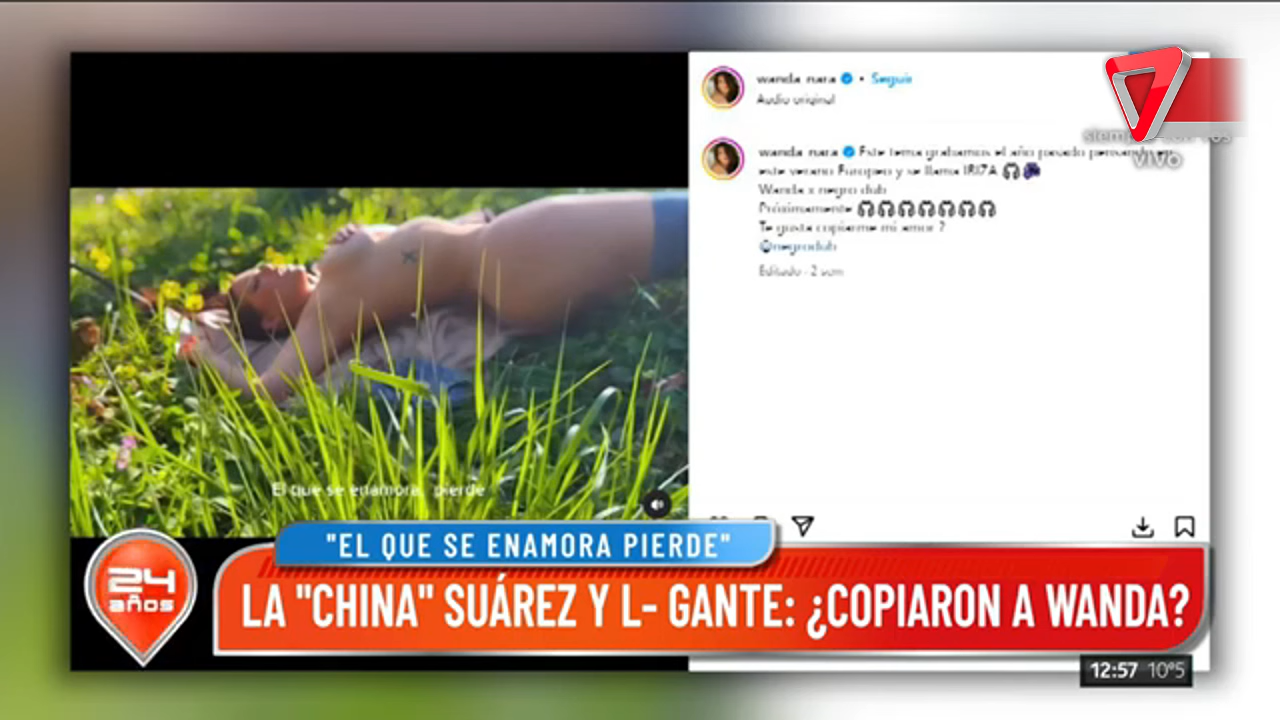 wanda nara • Seguir
Audio original
wanda nara Este tema grabamos el año pasado pensando en
este verano Europeo y se llama IBIZA
Wanda x negro dub
Próximamente
Te gusta copiarme mi amor ?
@negrodub
Editado · 2 sem
siempre
vivo
El que se enamora, pierde
"EL QUE SE ENAMORA PIERDE"
24
años
LA "CHINA" SUÁREZ Y L- GANTE: ¿COPIARON A WANDA?
12:57 10°5